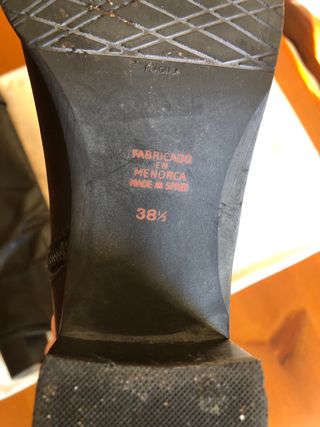 FABRICADO
EN
MENORCA
MADE IN SPAIN
38½